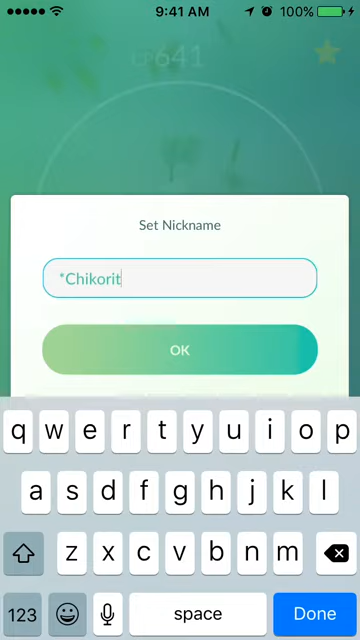 9:41 AM
100%
CP641
Set Nickname
*Chikorit
OK
q w e r t y u i o p
a s d f g h j k l
z x c v b n m
123 space Done